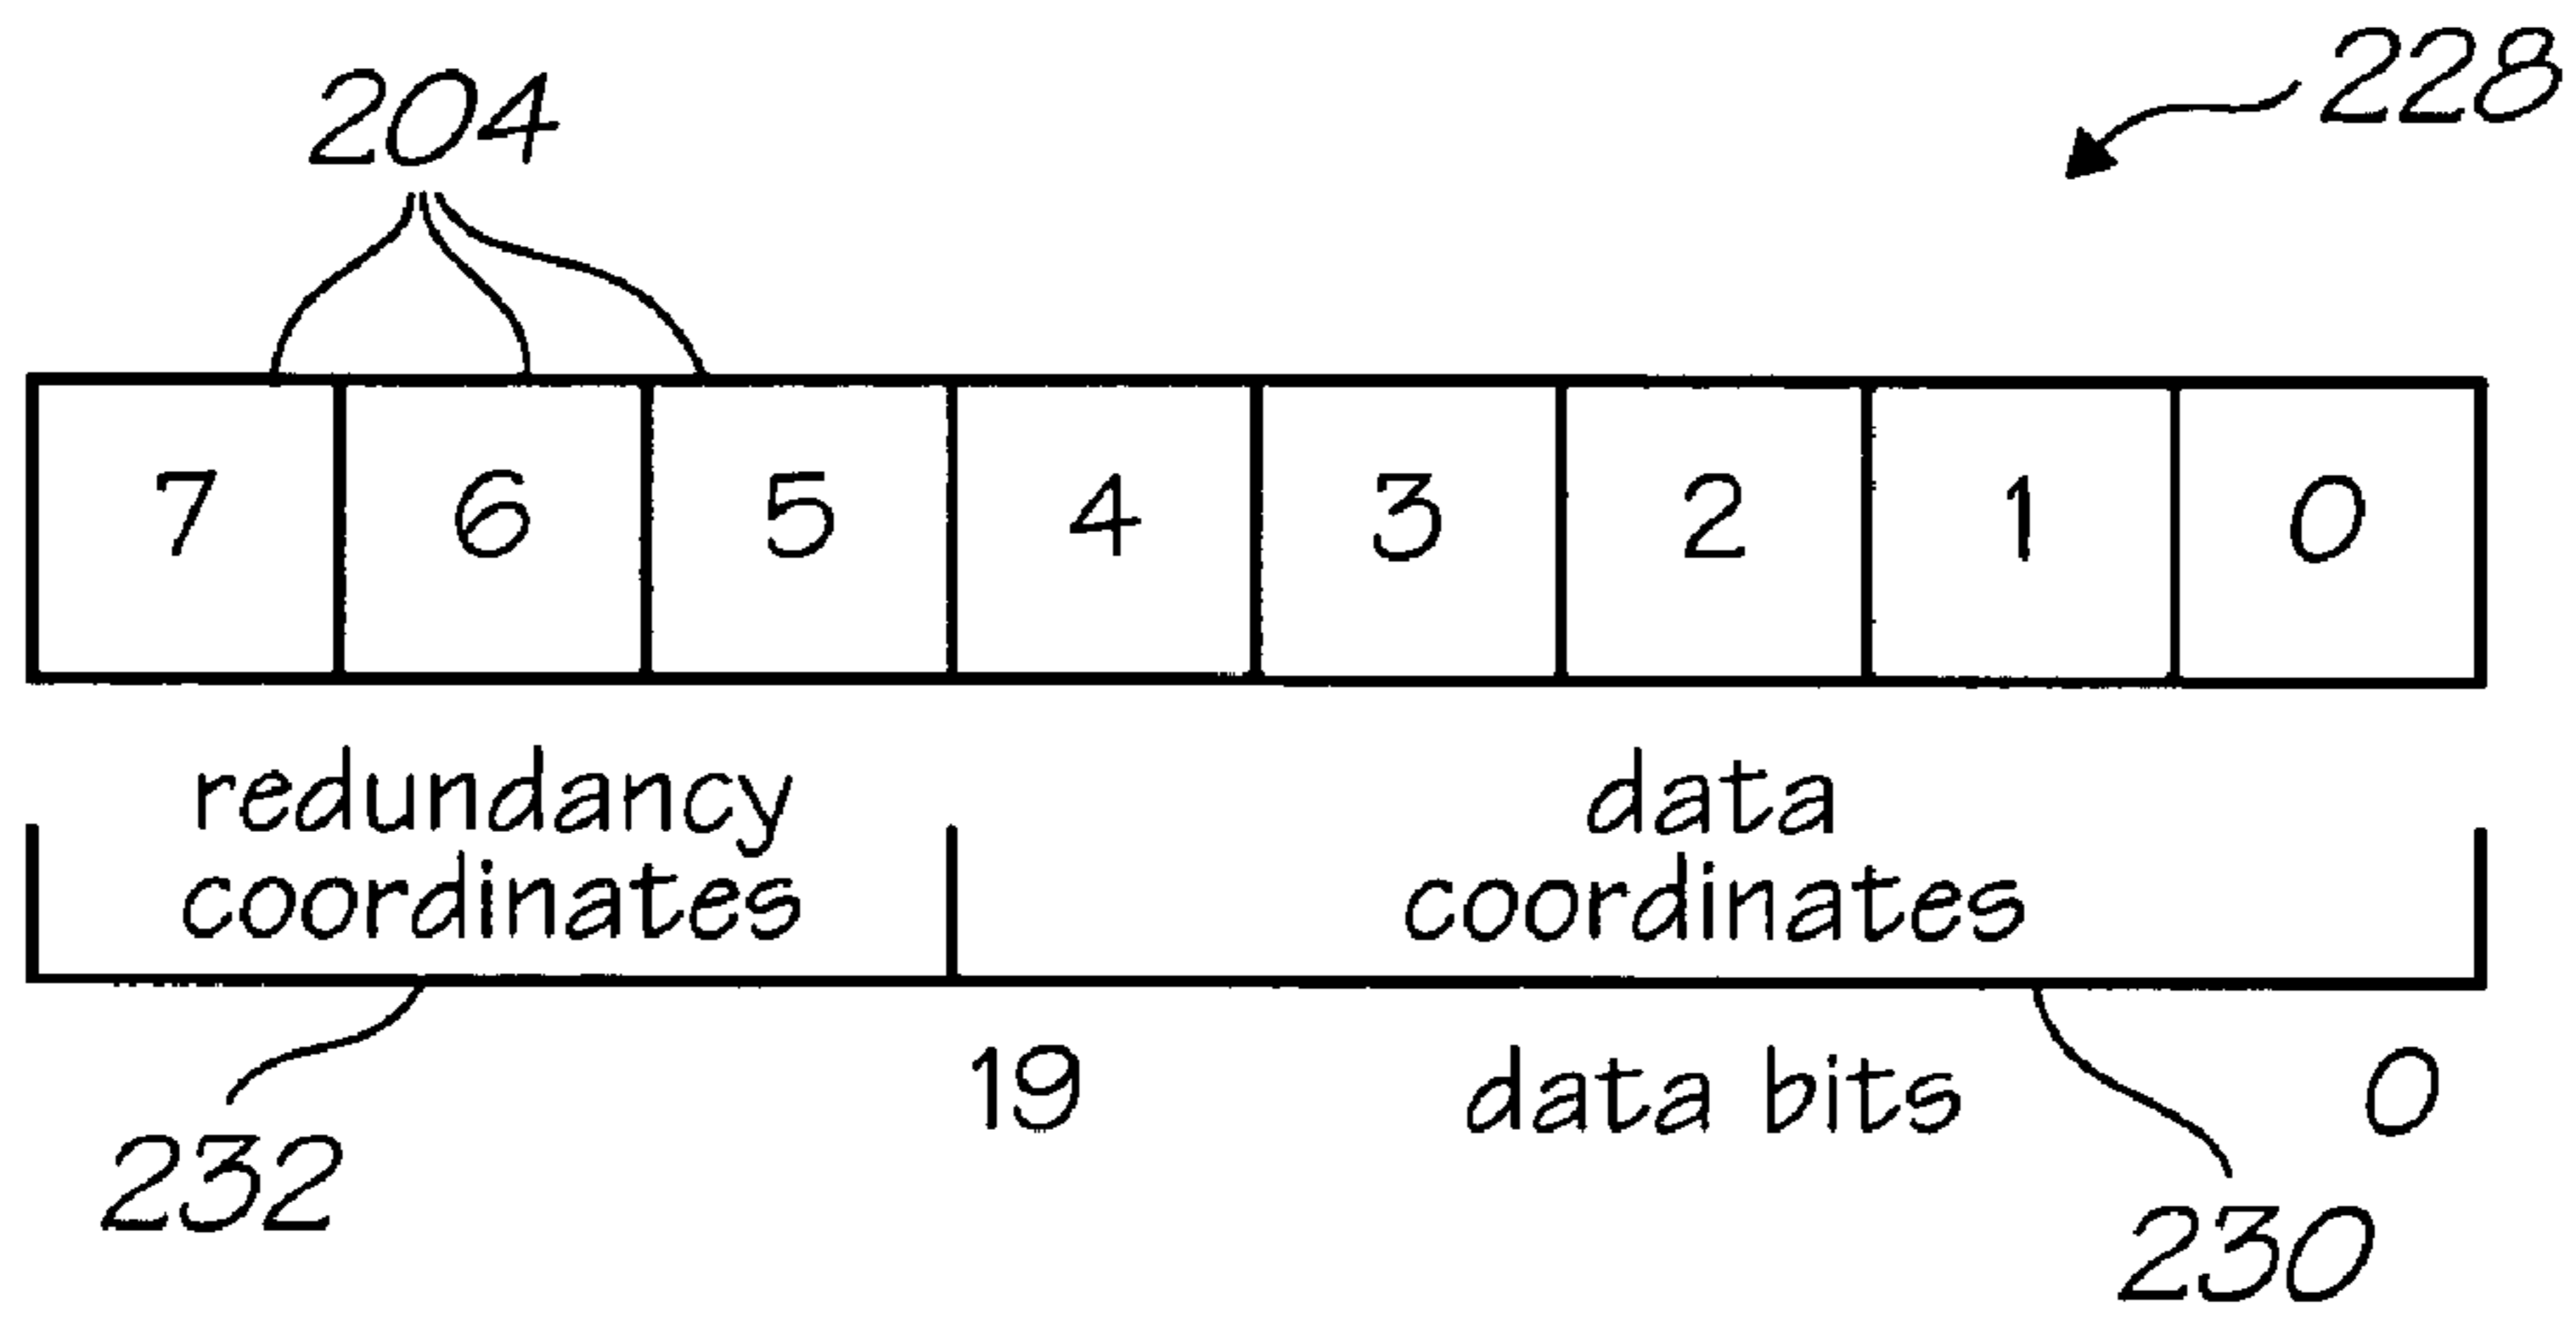 228
204
7 6 5 4 3 2 1 0
redundancy coordinates
data coordinates
19 data bits 0
232
230